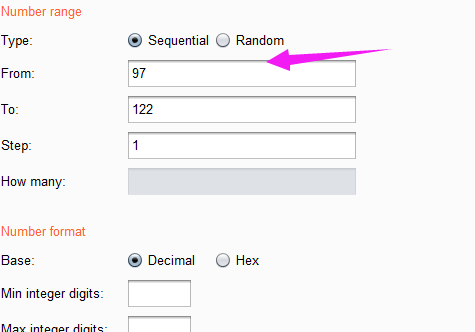 Number range
Type: Sequential Random
From: 97
To: 122
Step: 1
How many:
Number format
Base: Decimal Hex
Min integer digits:
Max integer digits: